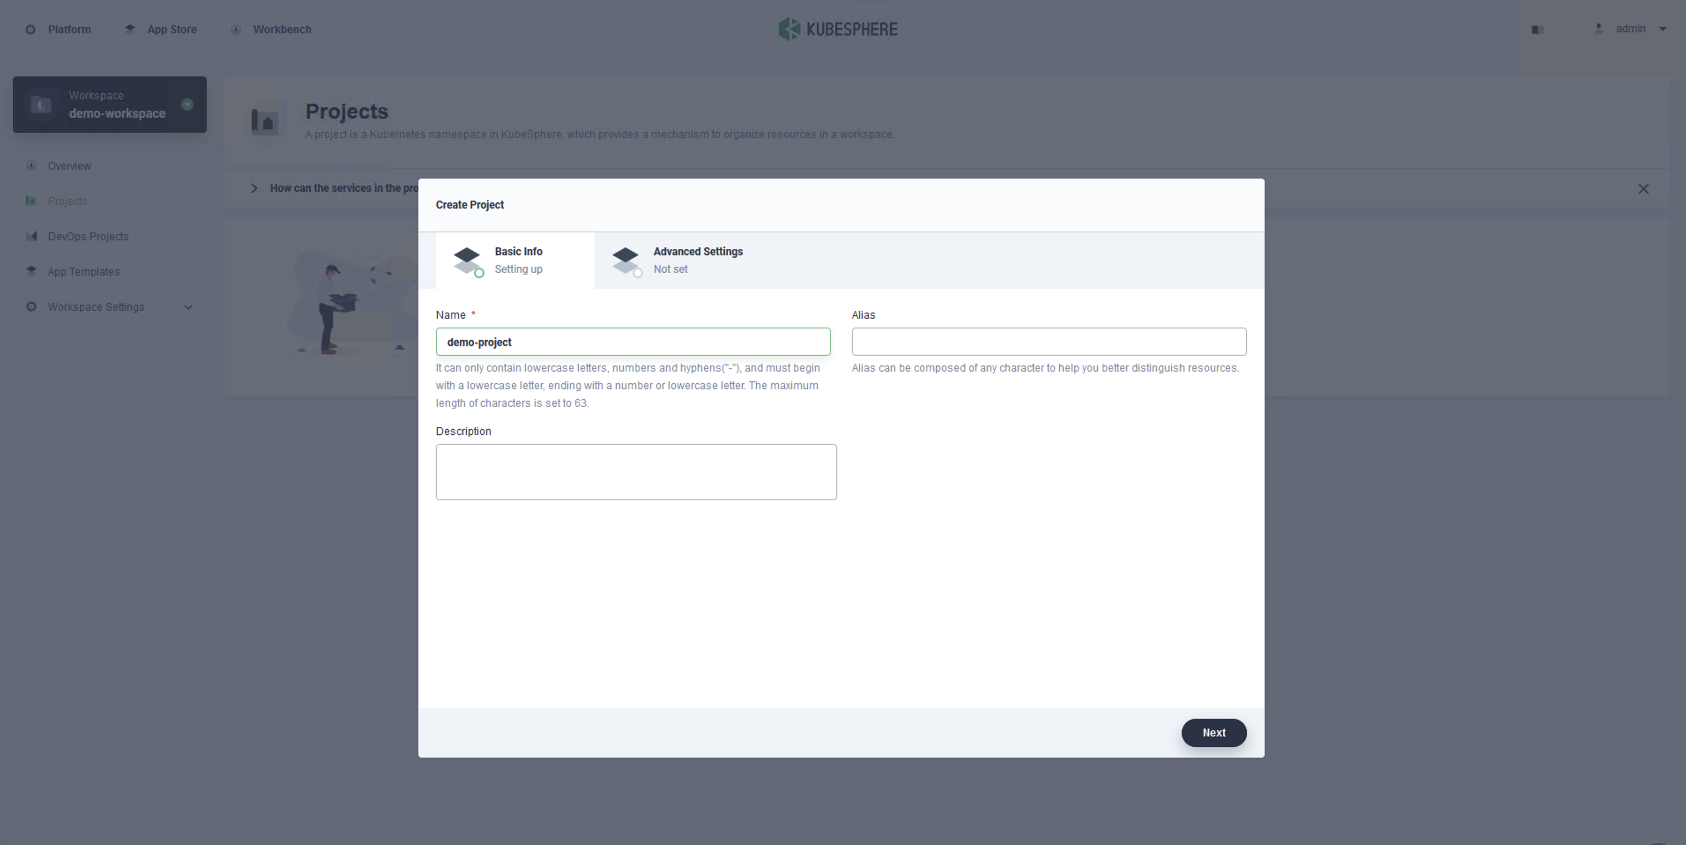 Platform
App Store
Workbench
KUBESPHERE
admin
Workspace
demo-workspace
Overview
Projects
DevOps Projects
App Templates
Workspace Settings
Projects
A project is a Kubernetes namespace in KubeSphere, which provides a mechanism to organize resources in a workspace.
How can the services in the pro
Create Project
Basic Info
Setting up
Advanced Settings
Not set
Name *
demo-project
It can only contain lowercase letters, numbers and hyphens("-"), and must begin
with a lowercase letter, ending with a number or lowercase letter. The maximum
length of characters is set to 63.
Alias
Alias can be composed of any character to help you better distinguish resources.
Description
Next